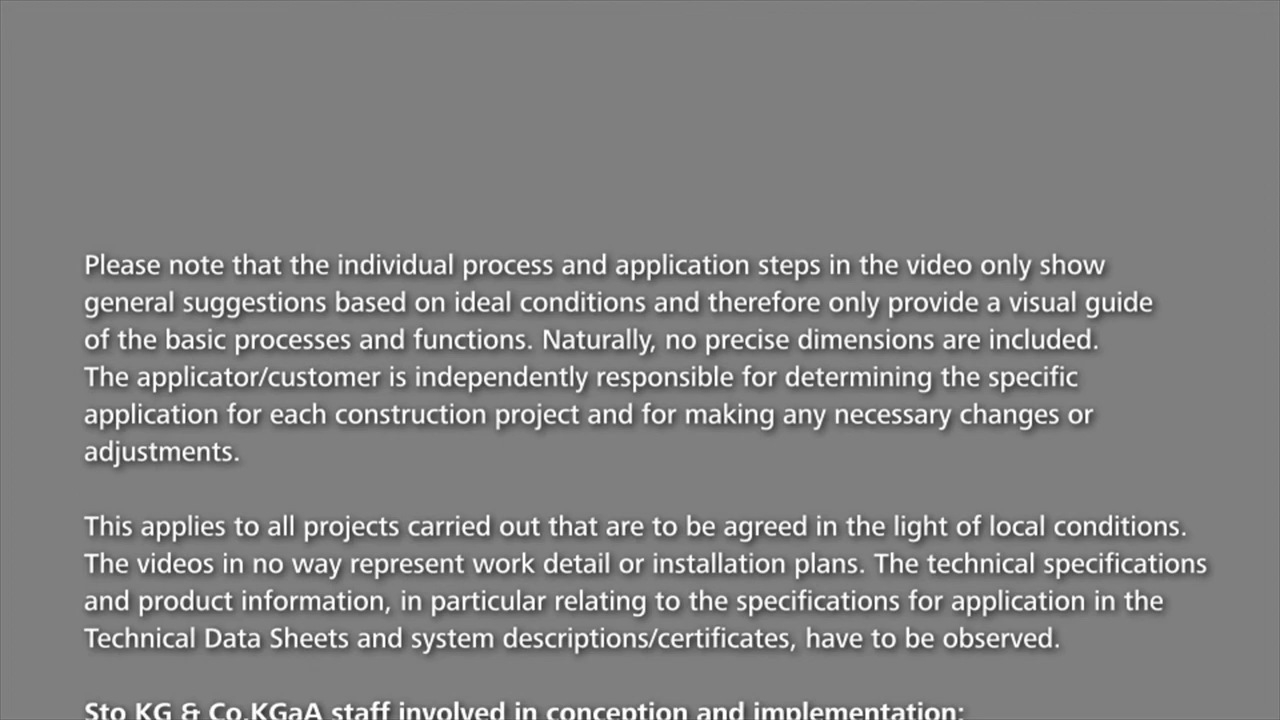 Please note that the individual process and application steps in the video only show
general suggestions based on ideal conditions and therefore only provide a visual guide
of the basic processes and functions. Naturally, no precise dimensions are included.
The applicator/customer is independently responsible for determining the specific
application for each construction project and for making any necessary changes or
adjustments.
This applies to all projects carried out that are to be agreed in the light of local conditions.
The videos in no way represent work detail or installation plans. The technical specifications
and product information, in particular relating to the specifications for application in the
Technical Data Sheets and system descriptions/certificates, have to be observed.
Sto KG & Co.KGaA staff involved in conception and implementation: